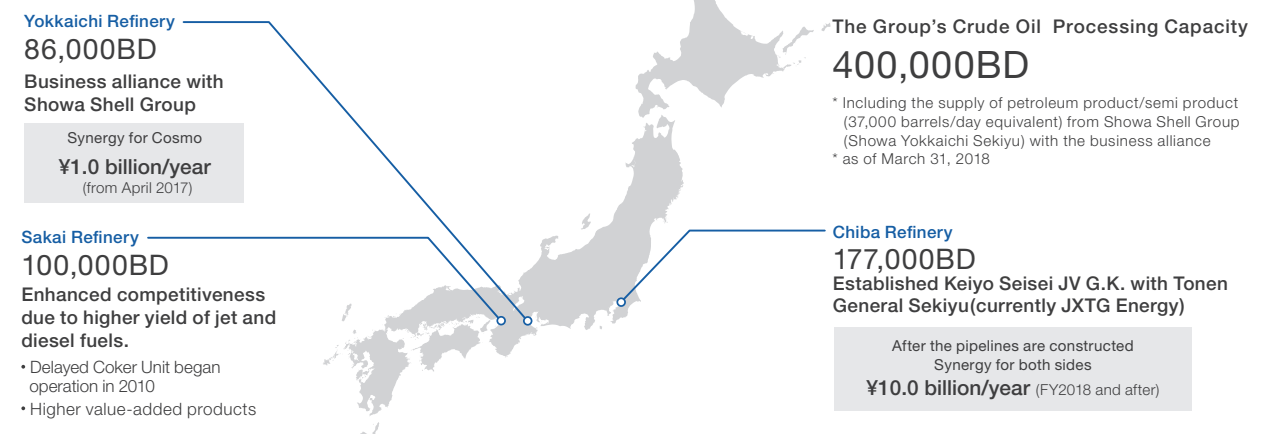 Yokkaichi Refinery
86,000BD
Business alliance with
Showa Shell Group
Synergy for Cosmo
¥1.0 billion/year
(from April 2017)
Sakai Refinery
100,000BD
Enhanced competitiveness
due to higher yield of jet and
diesel fuels.
• Delayed Coker Unit began
operation in 2010
• Higher value-added products
The Group's Crude Oil Processing Capacity
400,000BD
* Including the supply of petroleum product/semi product
(37,000 barrels/day equivalent) from Showa Shell Group
(Showa Yokkaichi Sekiyu) with the business alliance
* as of March 31, 2018
Chiba Refinery
177,000BD
Established Keiyo Seisei JV G.K. with Tonen
General Sekiyu(currently JXTG Energy)
After the pipelines are constructed
Synergy for both sides
¥10.0 billion/year (FY2018 and after)